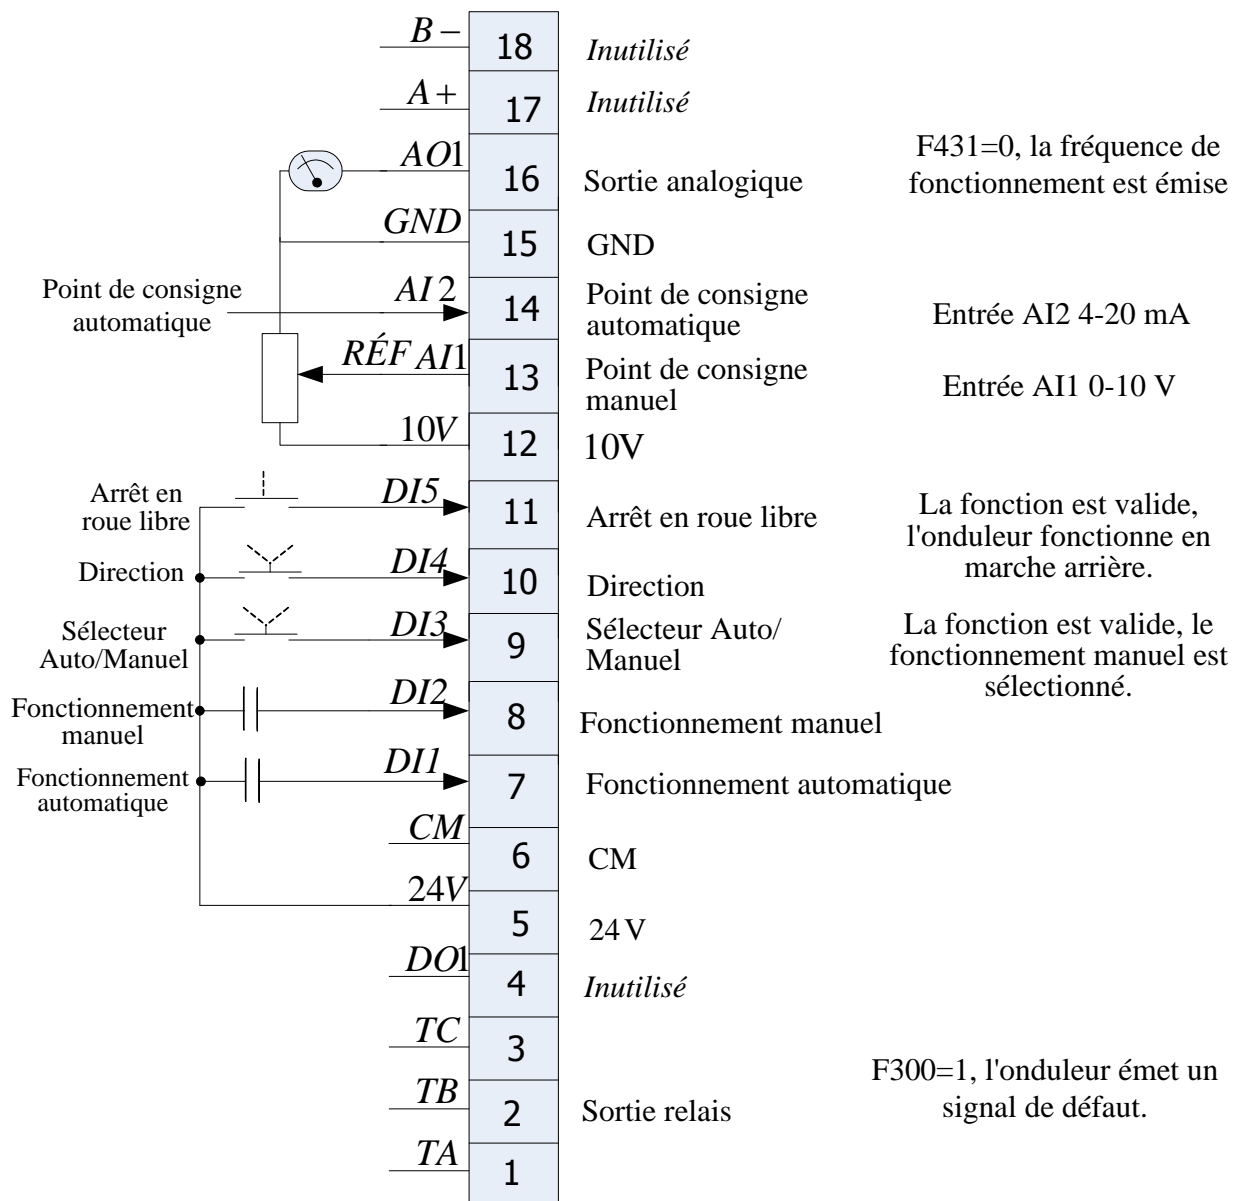 B −
18
Inutilisé
A +
17
Inutilisé
AO1
16
Sortie analogique
F431=0, la fréquence de
fonctionnement est émise
GND
15
GND
Point de consigne
automatique
AI 2
14
Point de consigne
automatique
Entrée AI2 4-20 mA
RÉF AI1
13
Point de consigne
manuel
Entrée AI1 0-10 V
10V
12
10V
Arrêt en
roue libre
DI5
11
Arrêt en roue libre
La fonction est valide,
l'onduleur fonctionne en
marche arrière.
Direction
DI4
10
Direction
Sélecteur
Auto/Manuel
DI3
9
Sélecteur Auto/
Manuel
La fonction est valide, le
fonctionnement manuel est
sélectionné.
Fonctionnement
manuel
DI2
8
Fonctionnement manuel
Fonctionnement
automatique
DI1
7
Fonctionnement automatique
CM
6
CM
24V
5
24 V
DO1
4
Inutilisé
TC
3
TB
2
Sortie relais
F300=1, l'onduleur émet un
signal de défaut.
TA
1